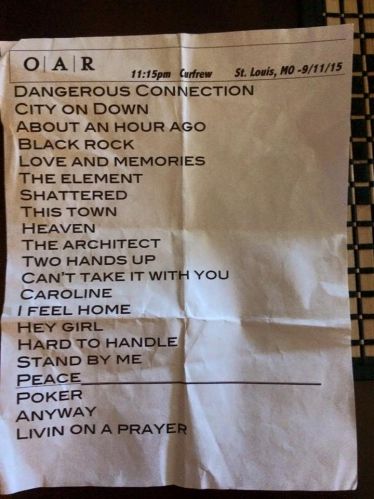 O|A|R
11:15pm Curfrew St. Louis, MO -9/11/15
DANGEROUS CONNECTION
CITY ON DOWN
ABOUT AN HOUR AGO
BLACK ROCK
LOVE AND MEMORIES
THE ELEMENT
SHATTERED
THIS TOWN
HEAVEN
THE ARCHITECT
TWO HANDS UP
CAN'T TAKE IT WITH YOU
CAROLINE
I FEEL HOME
HEY GIRL
HARD TO HANDLE
STAND BY ME
PEACE
POKER
ANYWAY
LIVIN ON A PRAYER